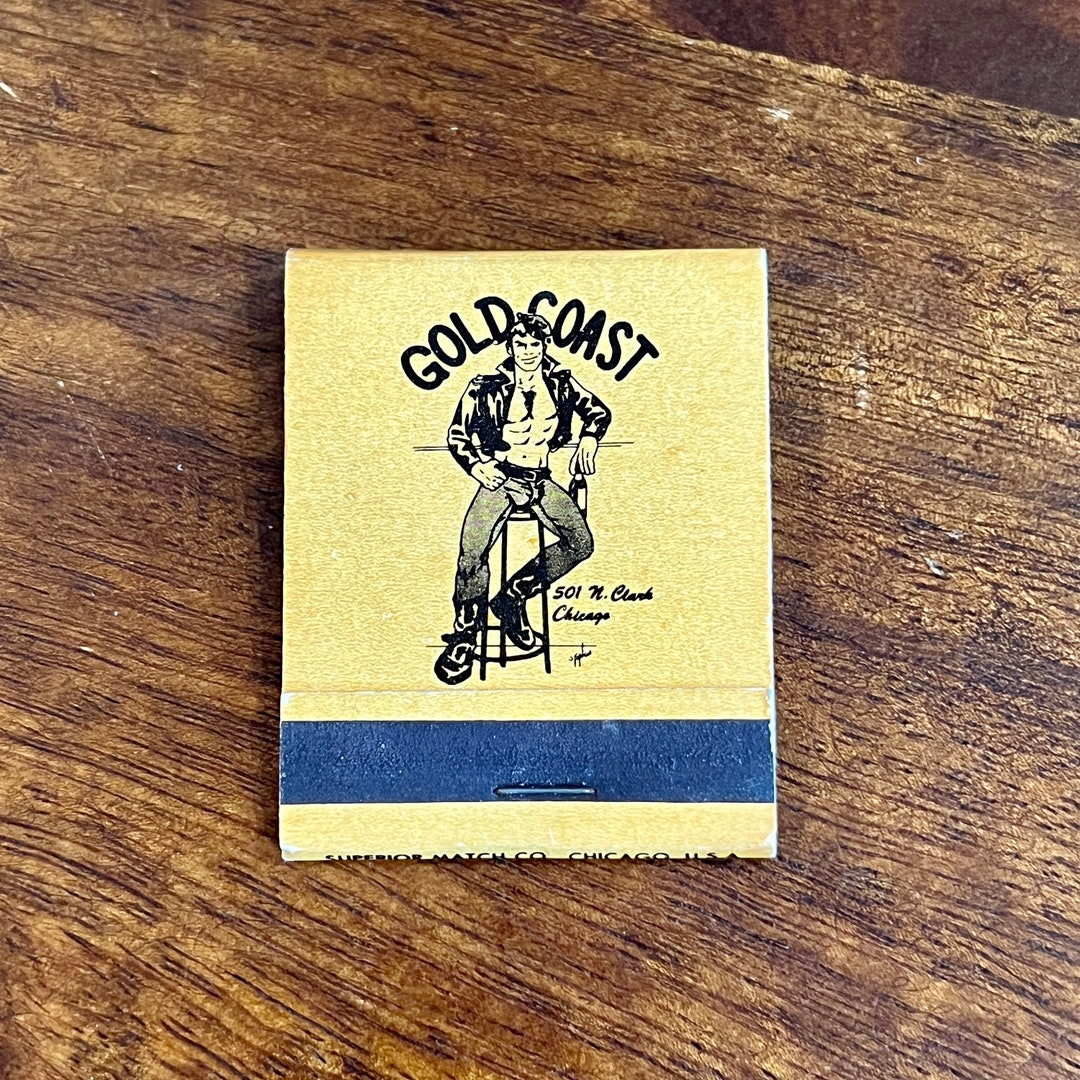 GOLD COAST
501 N. Clark
Chicago
SUPERIOR MATCH CO. CHICAGO, U.S.A.